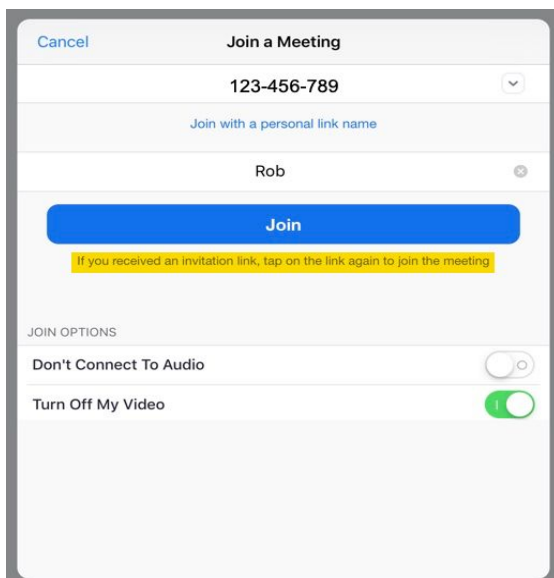 Cancel
Join a Meeting
123-456-789
Join with a personal link name
Rob
Join
If you received an invitation link, tap on the link again to join the meeting
JOIN OPTIONS
Don't Connect To Audio
Turn Off My Video